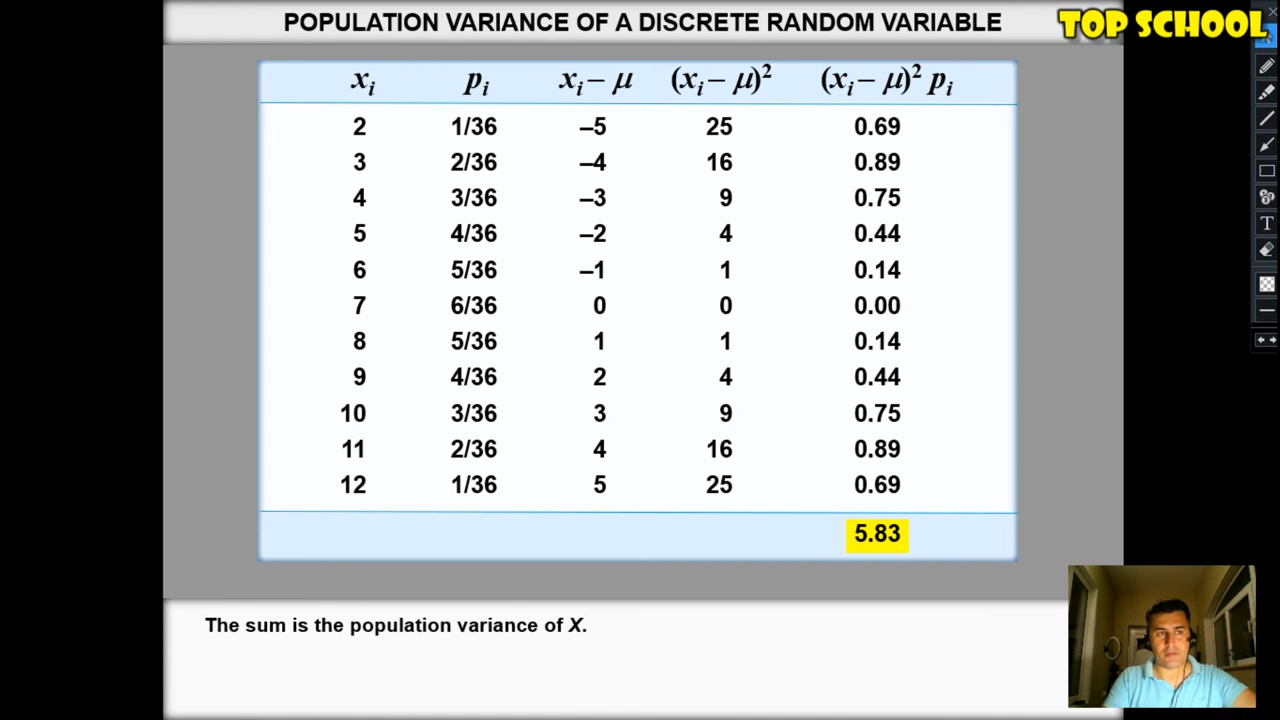 POPULATION VARIANCE OF A DISCRETE RANDOM VARIABLE
TOP SCHOOL
xᵢ pᵢ xᵢ – μ (xᵢ – μ)² (xᵢ – μ)² pᵢ
2 1/36 –5 25 0.69
3 2/36 –4 16 0.89
4 3/36 –3 9 0.75
5 4/36 –2 4 0.44
6 5/36 –1 1 0.14
7 6/36 0 0 0.00
8 5/36 1 1 0.14
9 4/36 2 4 0.44
10 3/36 3 9 0.75
11 2/36 4 16 0.89
12 1/36 5 25 0.69
5.83
The sum is the population variance of X.
T